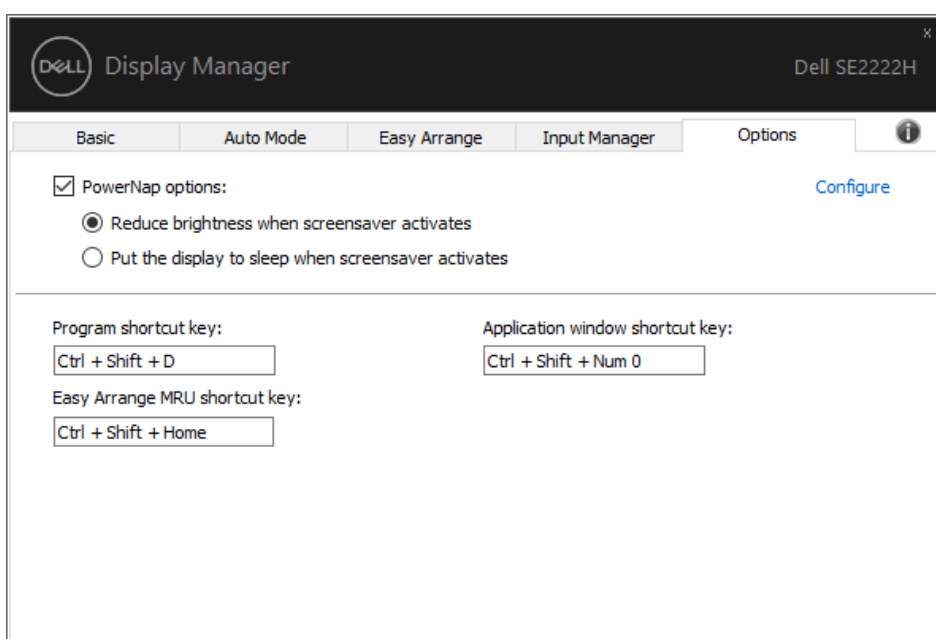 DELL Display Manager
x
Dell SE2222H
Basic Auto Mode Easy Arrange Input Manager Options i
PowerNap options: Configure
Reduce brightness when screensaver activates
Put the display to sleep when screensaver activates
Program shortcut key: Application window shortcut key:
Ctrl + Shift + D Ctrl + Shift + Num 0
Easy Arrange MRU shortcut key:
Ctrl + Shift + Home